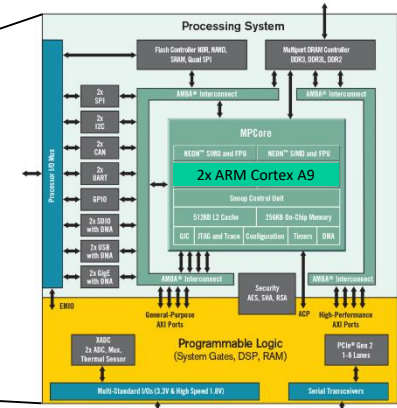 Processing System
Flash Controller NOR, NAND,
SRAM, Quad SPI
Multiport DRAM Controller
DDR3, DDR3L, DDR2
AMBA® Interconnect
AMBA® Interconnect
Processor I/O Mux
2x
SPI
2x
I2C
2x
CAN
2x
UART
GPIO
2x SDIO
with DMA
2x USB
with DMA
2x GigE
with DMA
MPCore
NEON™ SIMD and FPU
NEON™ SIMD and FPU
2x ARM Cortex A9
Snoop Control Unit
512KB L2 Cache
256KB On-Chip Memory
GIC
JTAG and Trace
Configuration
Timers
DMA
AMBA® Interconnect
Security
AES, SHA, RSA
AMBA® Interconnect
EMIO
General-Purpose
AXI Ports
ACP
High-Performance
AXI Ports
XADC
2x ADC, Mux,
Thermal Sensor
Programmable Logic
(System Gates, DSP, RAM)
PCIe® Gen 2
1-8 Lanes
Multi-Standard I/Os (3.3V & High Speed 1.8V)
Serial Transceivers